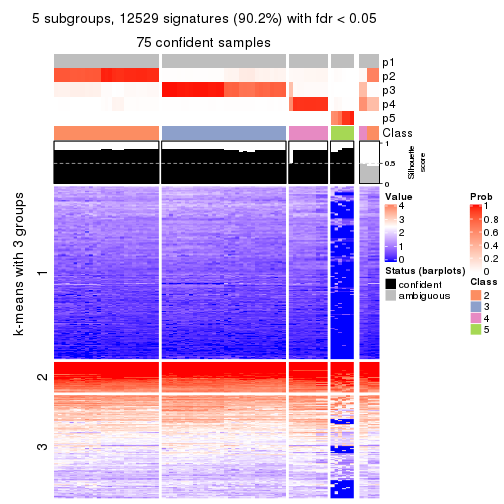 5 subgroups, 12529 signatures (90.2%) with fdr < 0.05
75 confident samples
p1
p2
p3
p4
p5
Class
1
0.5
0
Silhouette
score
k-means with 3 groups
1
2
3
Value
4
3
2
1
0
Status (barplots)
confident
ambiguous
Prob
1
0.8
0.6
0.4
0.2
0
Class
2
3
4
5